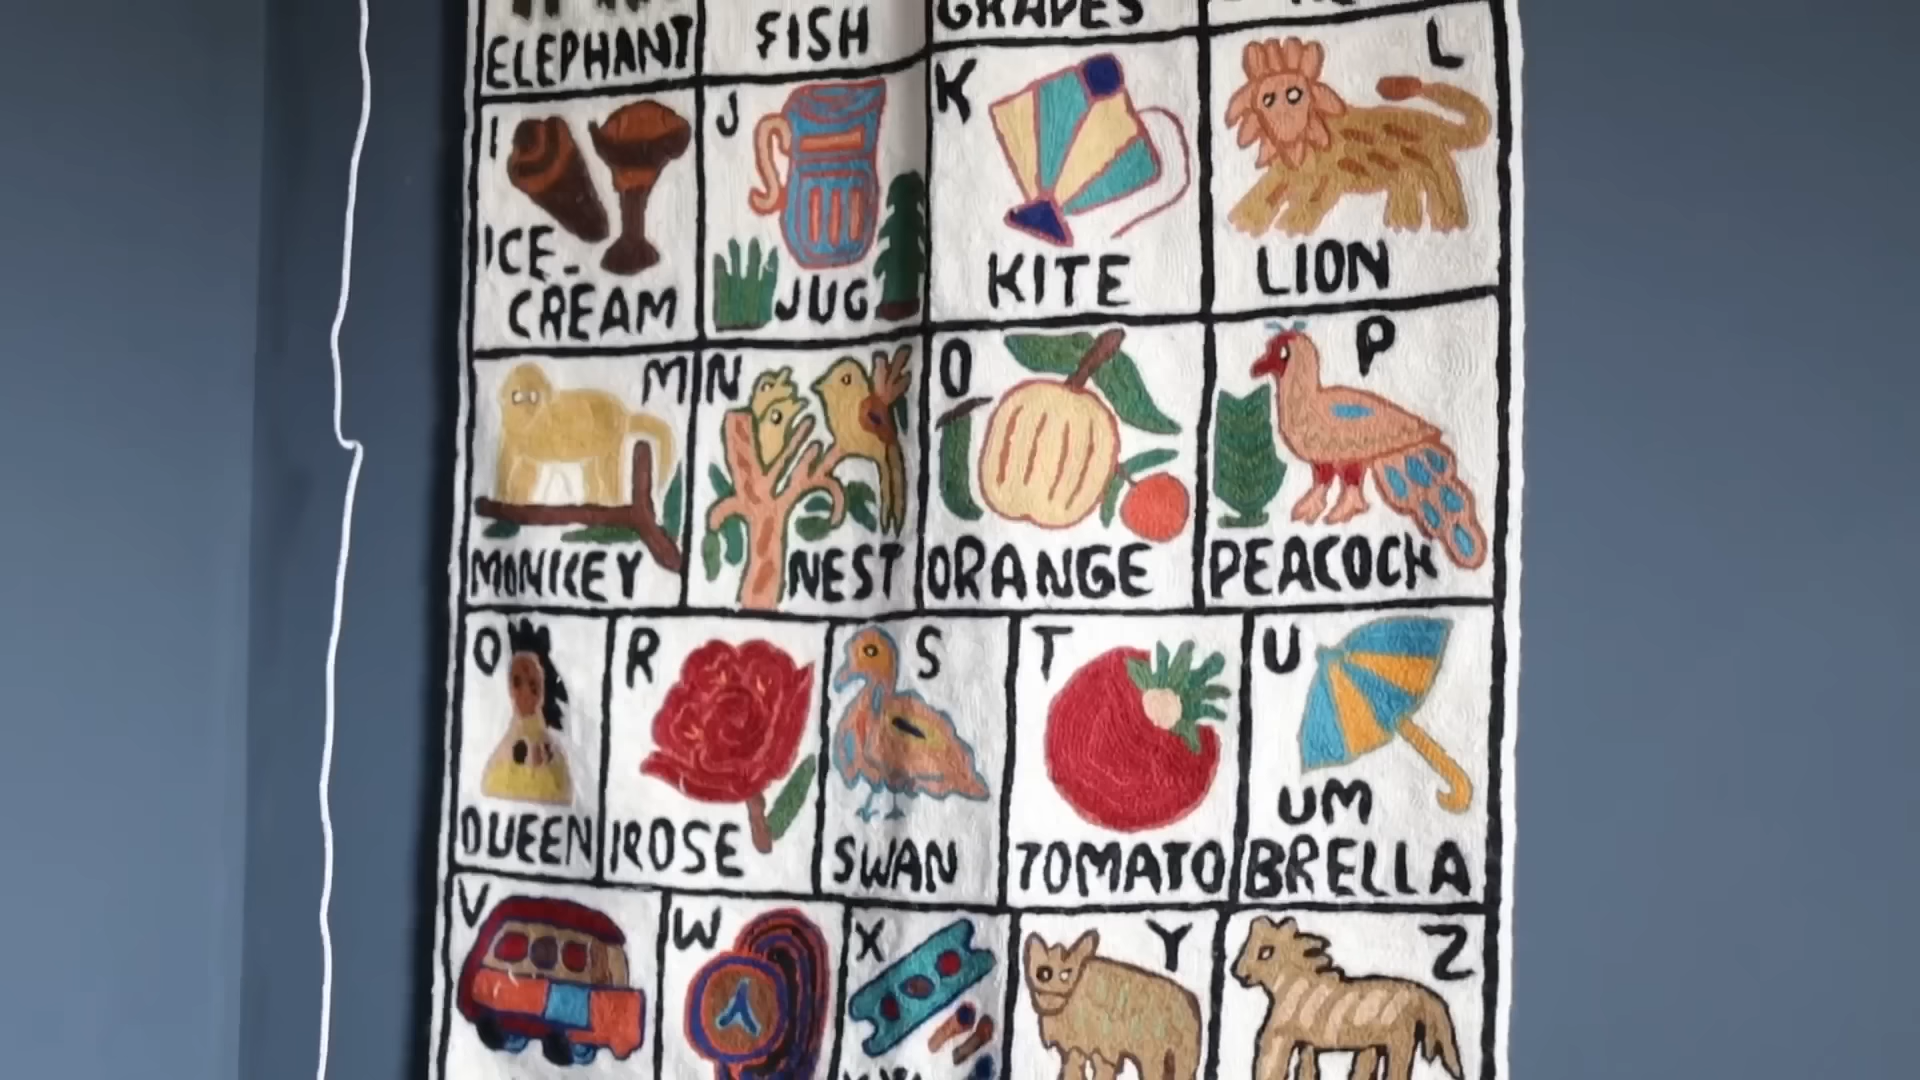 ELEPHANT FISH GRAPES
I J K L
ICE-
CREAM JUG KITE LION
M N O P
MONKEY NEST ORANGE PEACOCK
Q R S T U
UM
QUEEN ROSE SWAN TOMATO BRELLA
V W X Y Z